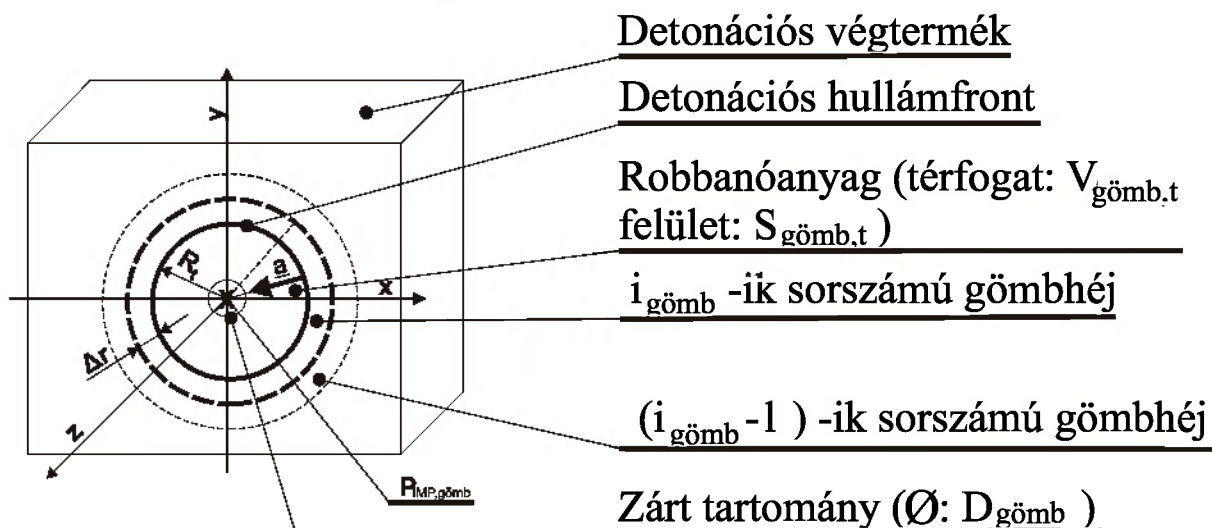 Detonációs végtermék
Detonációs hullámfront
Robbanóanyag (térfogat: Vgömb,t
felület: Sgömb,t )
igömb -ik sorszámú gömbhéj
(igömb-1 ) -ik sorszámú gömbhéj
Zárt tartomány (Ø: Dgömb )
y
a
x
Δr
z
PMP,gömb